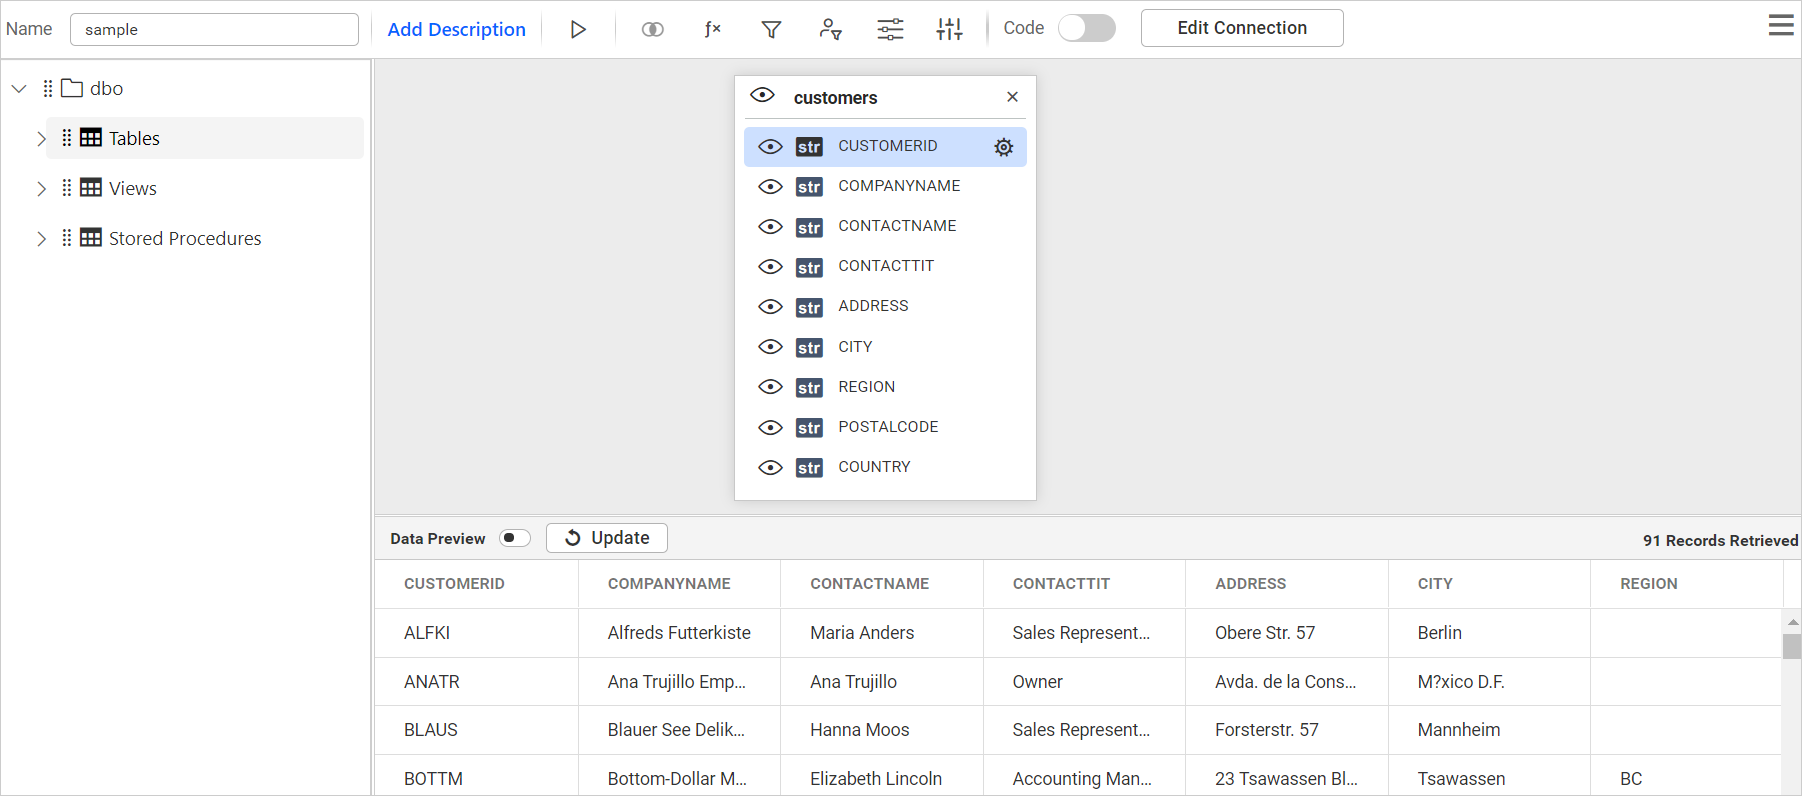 Name sample Add Description ƒx Code Edit Connection
dbo
Tables
Views
Stored Procedures
customers
str CUSTOMERID
str COMPANYNAME
str CONTACTNAME
str CONTACTTIT
str ADDRESS
str CITY
str REGION
str POSTALCODE
str COUNTRY
Data Preview Update 91 Records Retrieved
CUSTOMERID COMPANYNAME CONTACTNAME CONTACTTIT ADDRESS CITY REGION
ALFKI Alfreds Futterkiste Maria Anders Sales Represent... Obere Str. 57 Berlin
ANATR Ana Trujillo Emp... Ana Trujillo Owner Avda. de la Cons... M?xico D.F.
BLAUS Blauer See Delik... Hanna Moos Sales Represent... Forsterstr. 57 Mannheim
BOTTM Bottom-Dollar M... Elizabeth Lincoln Accounting Man... 23 Tsawassen Bl... Tsawassen BC